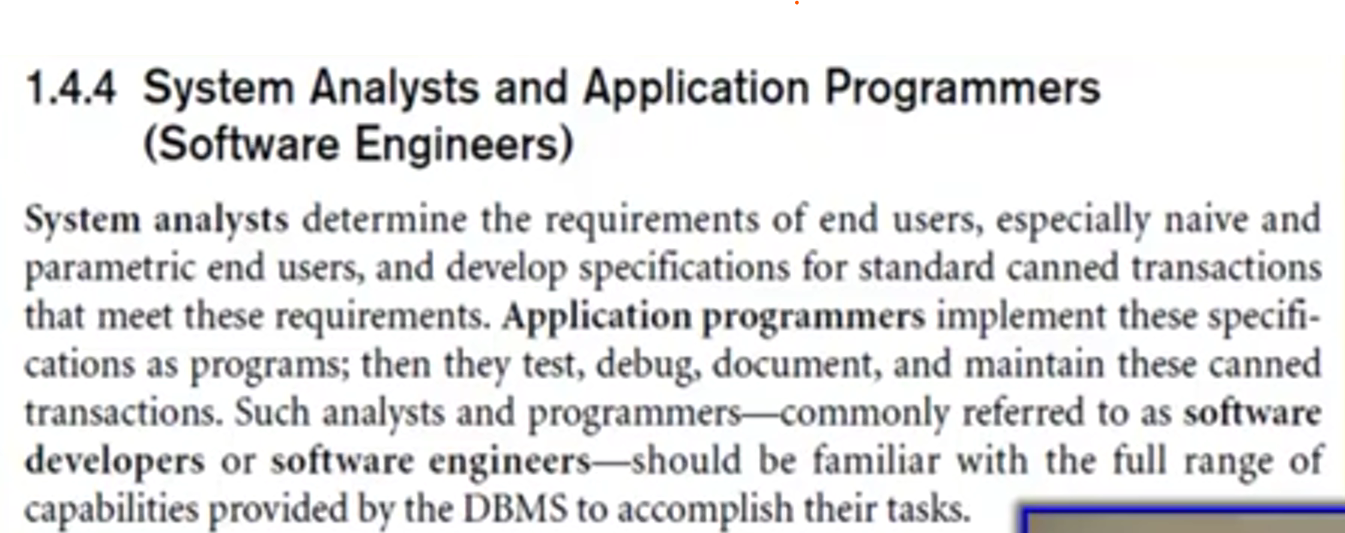 1.4.4 System Analysts and Application Programmers
(Software Engineers)
System analysts determine the requirements of end users, especially naive and
parametric end users, and develop specifications for standard canned transactions
that meet these requirements. Application programmers implement these specifi-
cations as programs; then they test, debug, document, and maintain these canned
transactions. Such analysts and programmers—commonly referred to as software
developers or software engineers—should be familiar with the full range of
capabilities provided by the DBMS to accomplish their tasks.